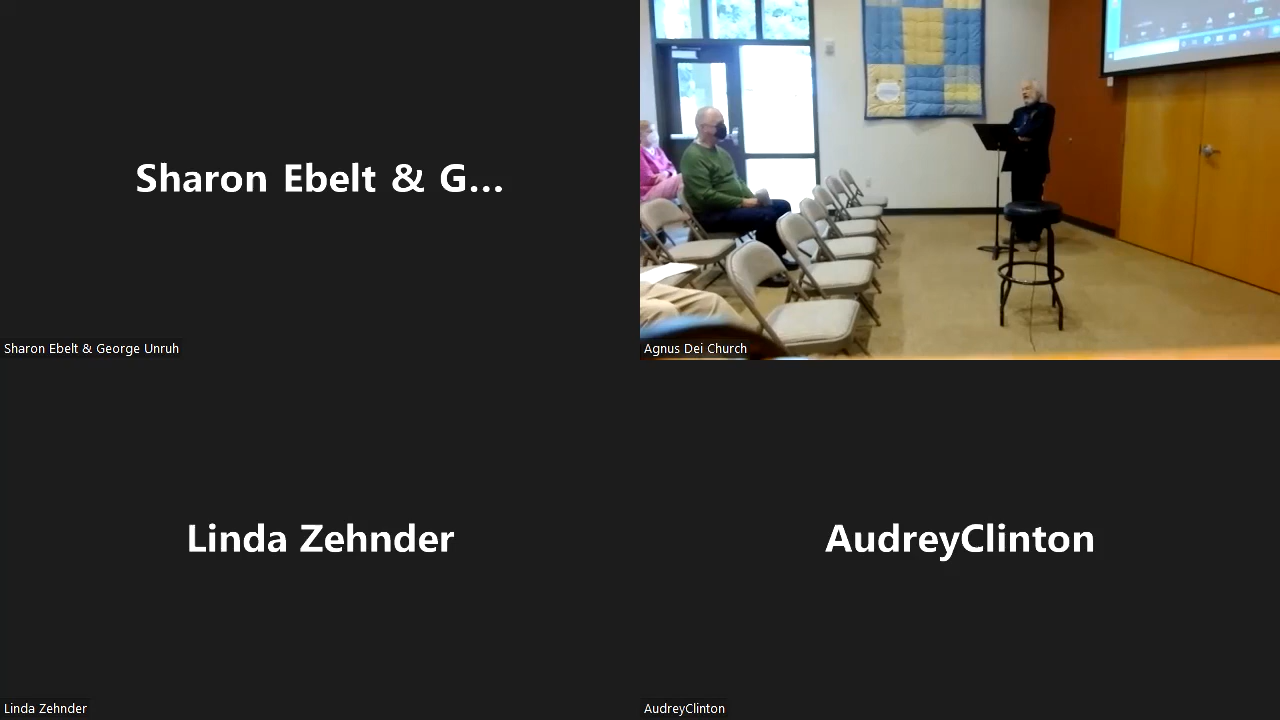 Sharon Ebelt & G...
Sharon Ebelt & George Unruh
Agnus Dei Church
Linda Zehnder
Linda Zehnder
AudreyClinton
AudreyClinton